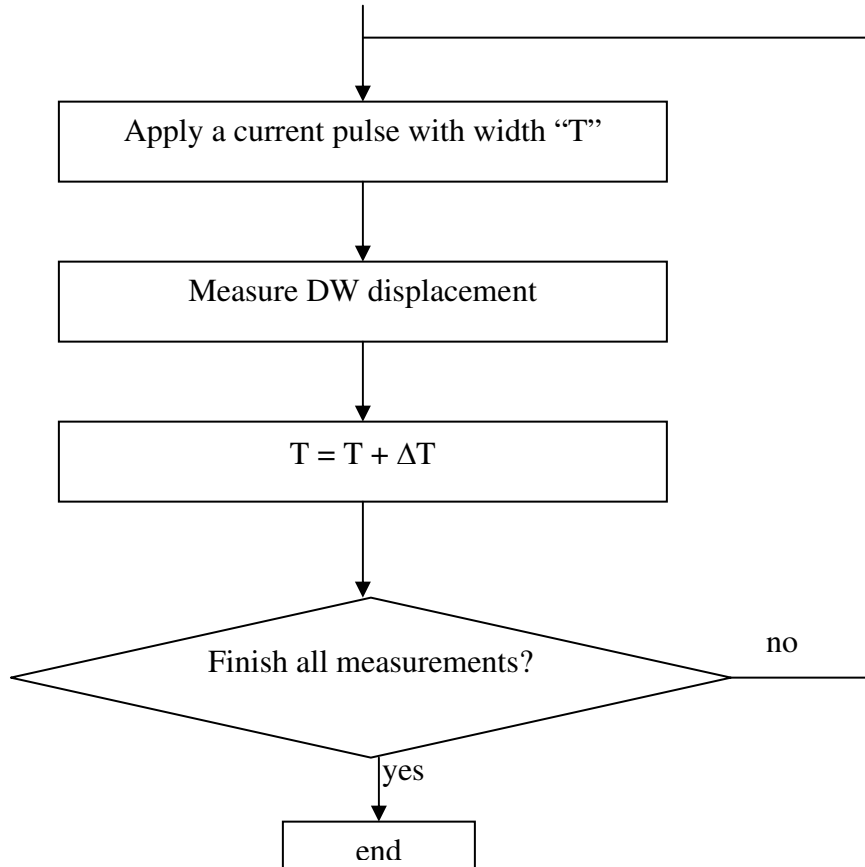 Apply a current pulse with width “T”
Measure DW displacement
T = T + ΔT
Finish all measurements?
no
yes
end